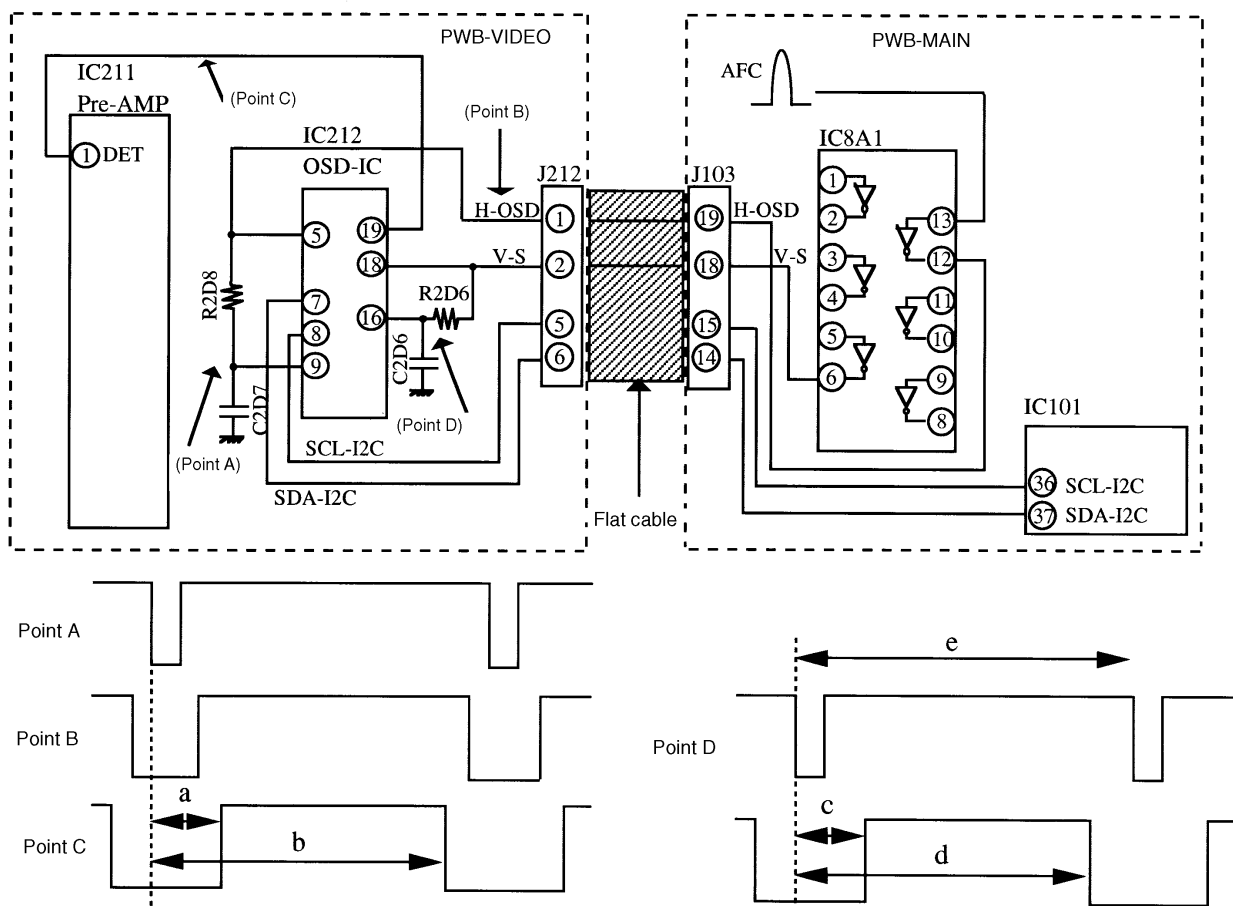 PWB-VIDEO
PWB-MAIN
IC211
Pre-AMP
(Point C)
(Point B)
AFC
1 DET
IC212
OSD-IC
J212
J103
IC8A1
H-OSD
H-OSD
V-S
V-S
R2D8
R2D6
C2D6
C2D7
5
7
8
9
19
18
16
1
2
5
6
19
18
15
14
1
2
3
4
5
6
13
12
11
10
9
8
(Point A)
(Point D)
SCL-I2C
SDA-I2C
Flat cable
IC101
36 SCL-I2C
37 SDA-I2C
Point A
Point B
a
b
Point C
e
Point D
c
d